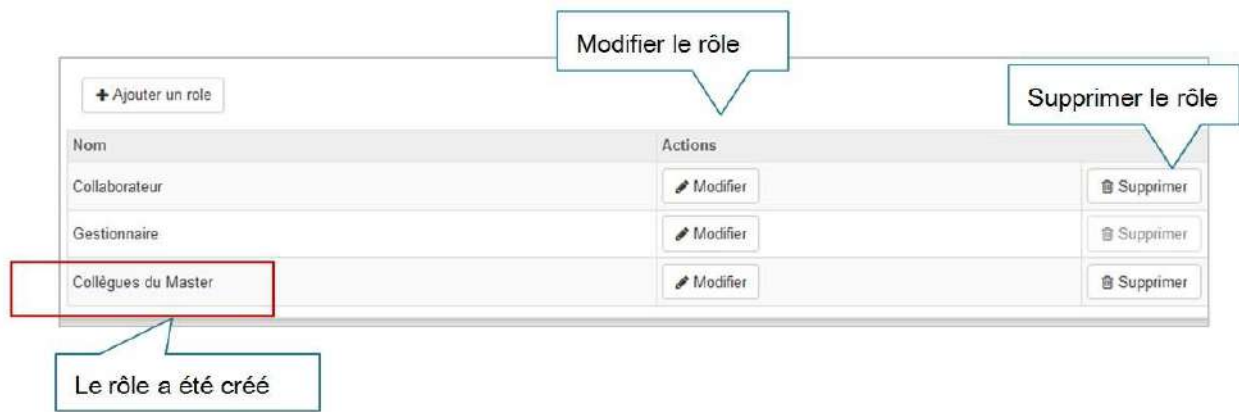 Modifier le rôle
Supprimer le rôle
+ Ajouter un role
Nom Actions
Collaborateur Modifier Supprimer
Gestionnaire Modifier Supprimer
Collègues du Master Modifier Supprimer
Le rôle a été créé